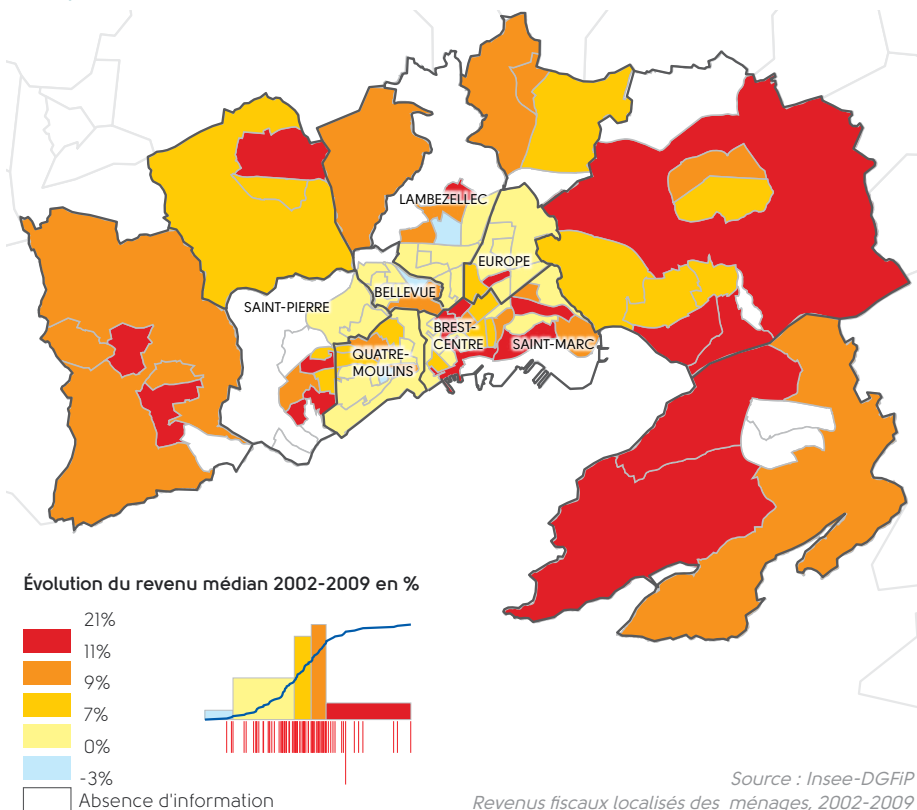 LAMBEZELLEC
EUROPE
BELLEVUE
SAINT-PIERRE
BREST-
CENTRE
SAINT-MARC
QUATRE-
MOULINS
Évolution du revenu médian 2002-2009 en %
21%
11%
9%
7%
0%
-3%
Absence d'information
Source : Insee-DGFiP
Revenus fiscaux localisés des ménages, 2002-2009